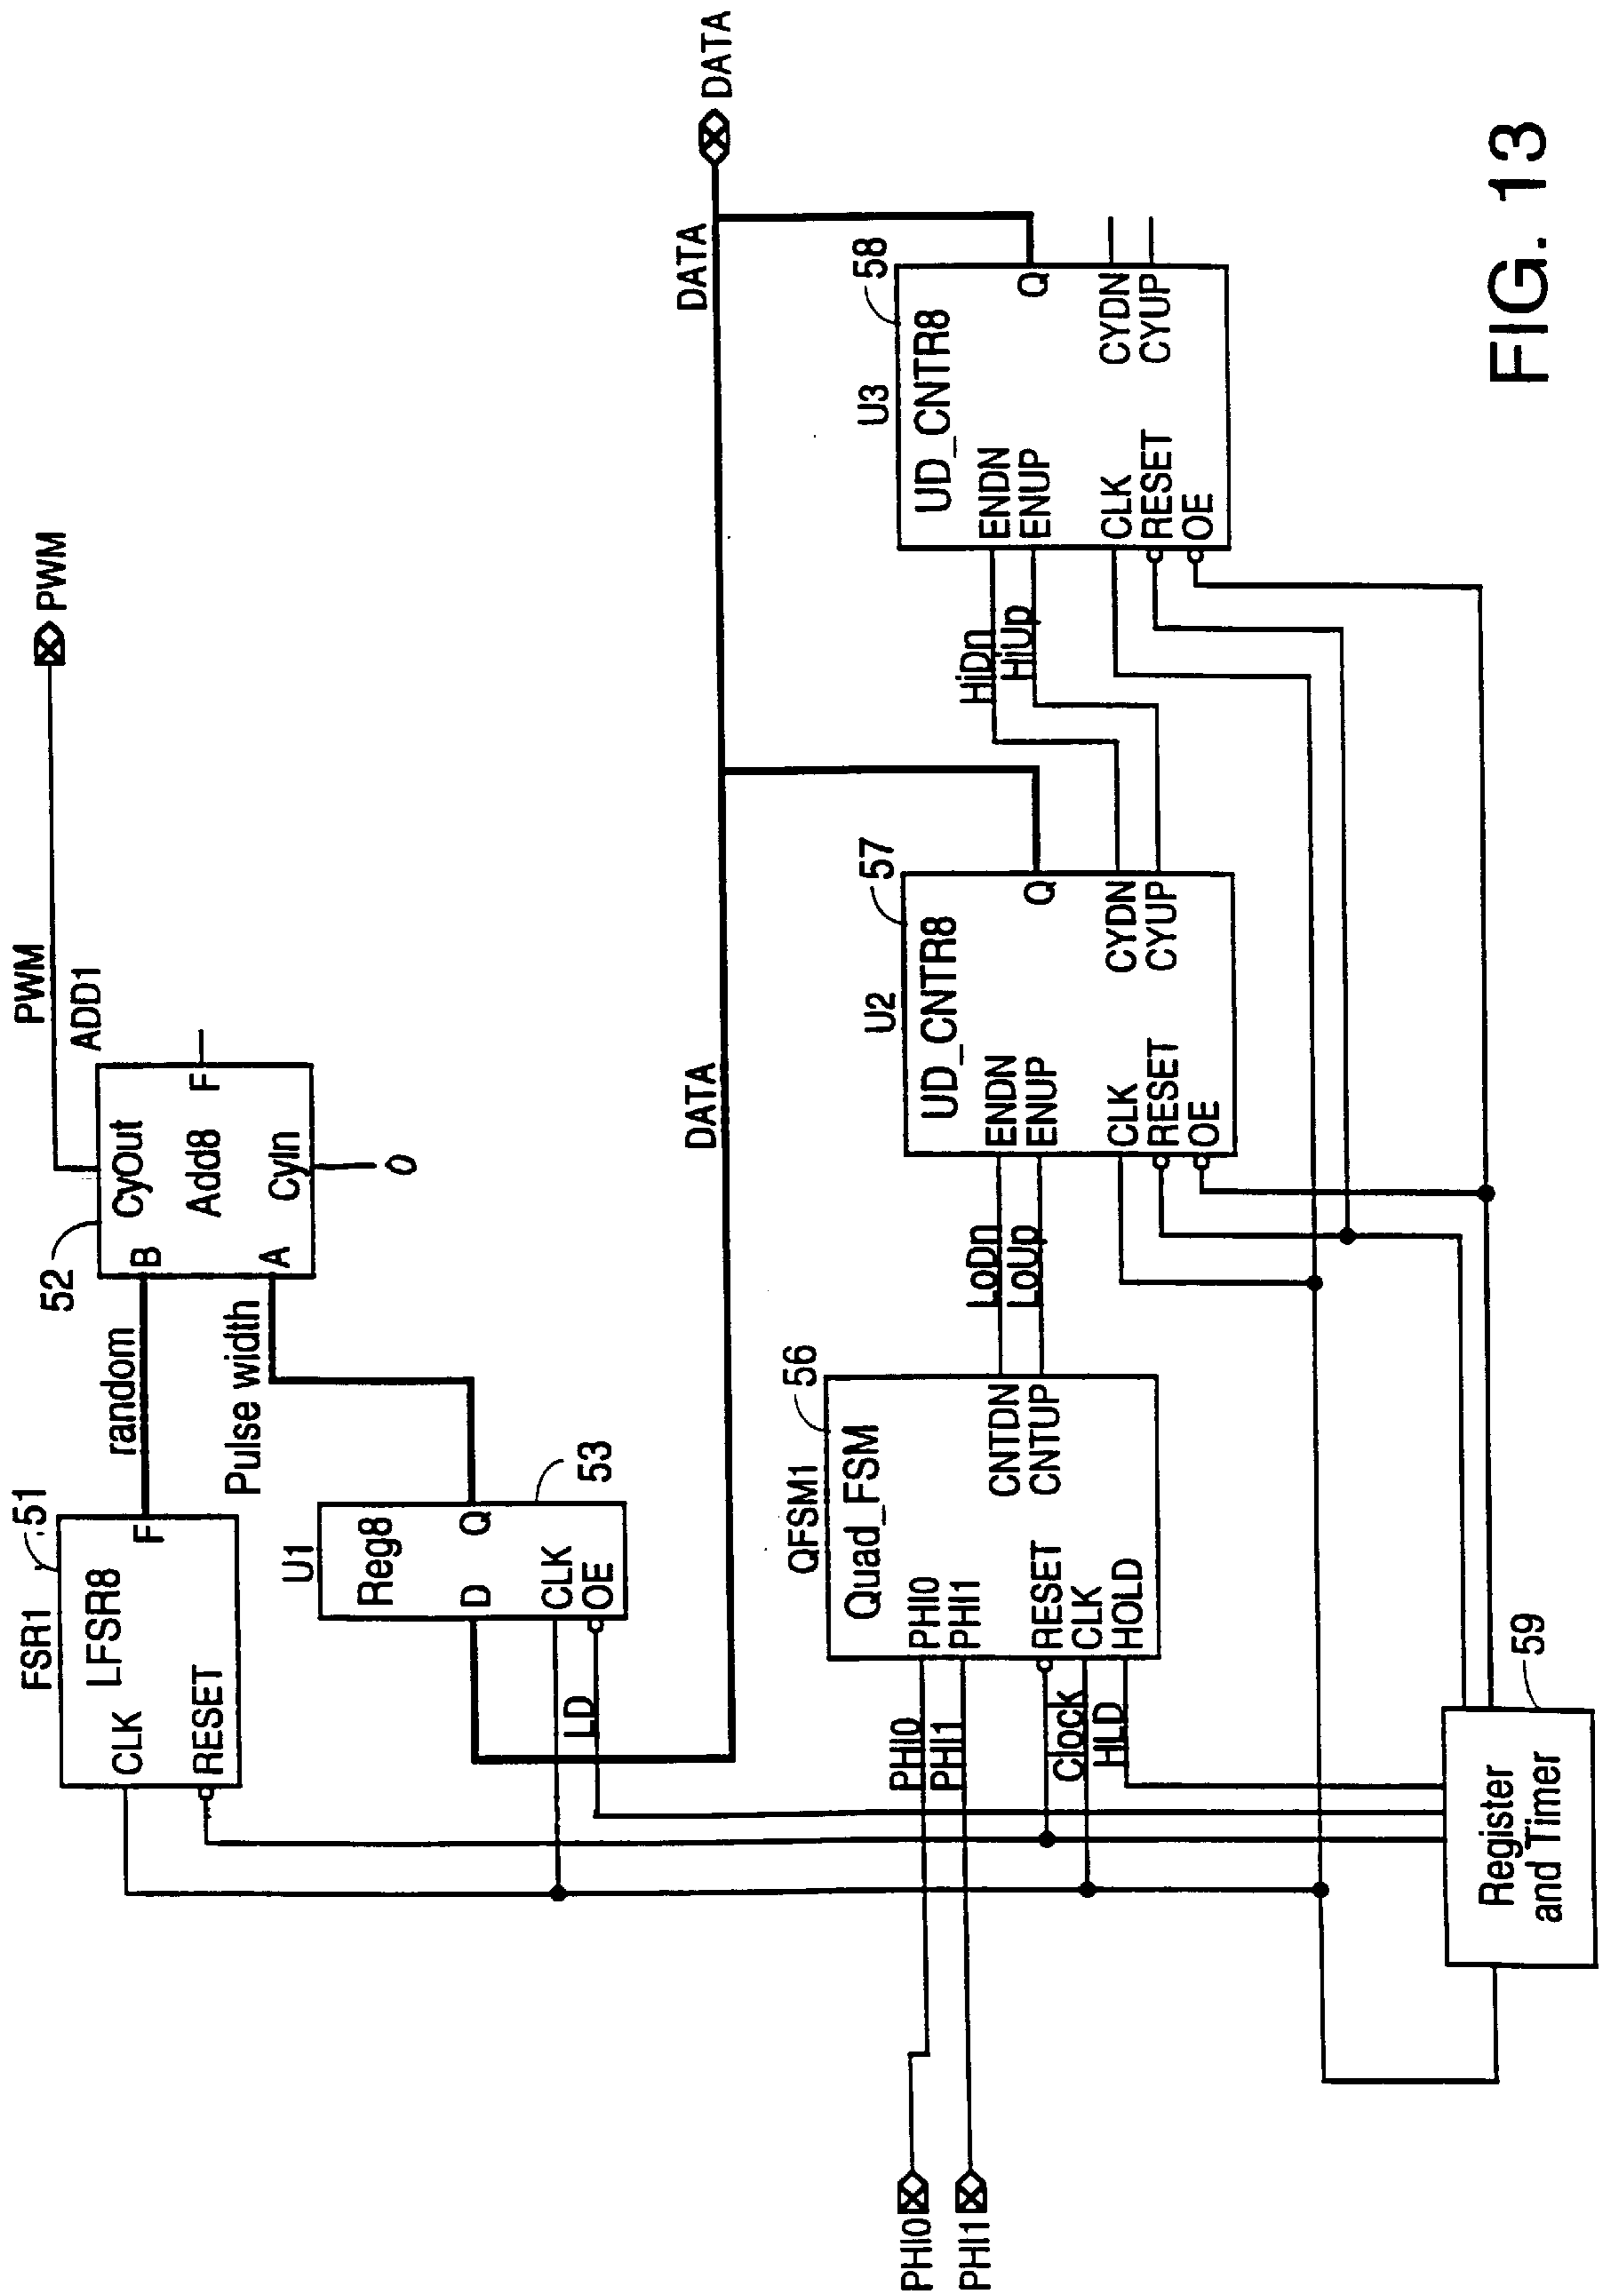 PWM
PWM
ADD1
52
CyOut
B
Add8
F
A
CyIn
0
random
Pulse width
FSR1
51
LFSR8
CLK
F
RESET
U1
53
Reg8
D
Q
CLK
OE
LD
DATA
DATA
DATA
PHI0
PHI1
PHI0
PHI1
Clock
HLD
QFSM1
56
Quad_FSM
PHI0
PHI1
CNTDN
CNTUP
RESET
CLK
HOLD
LoDn
LoUp
U2
57
UD_CNTR8
ENDN
ENUP
Q
CLK
RESET
OE
CYDN
CYUP
HiDn
HiUp
U3
58
UD_CNTR8
ENDN
ENUP
Q
CLK
RESET
OE
CYDN
CYUP
Register
and Timer
59
FIG. 13